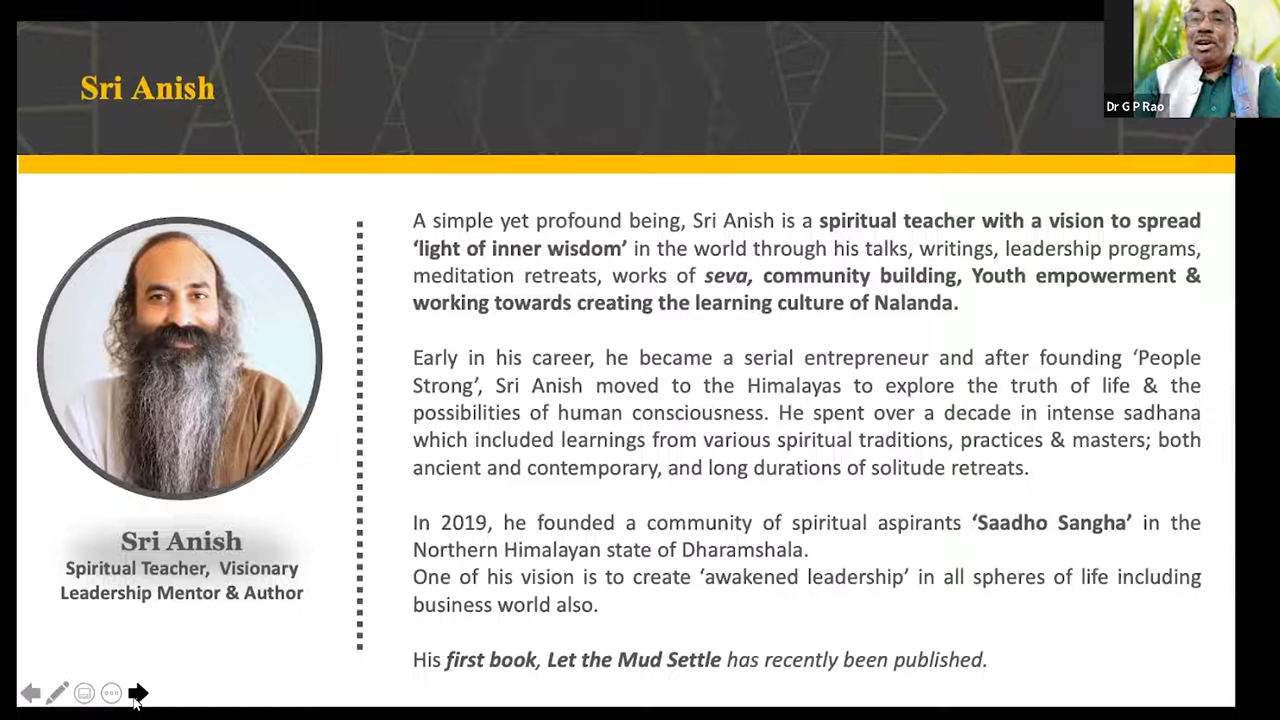 Sri Anish
Dr G P Rao
A simple yet profound being, Sri Anish is a spiritual teacher with a vision to spread
‘light of inner wisdom’ in the world through his talks, writings, leadership programs,
meditation retreats, works of seva, community building, Youth empowerment &
working towards creating the learning culture of Nalanda.
Early in his career, he became a serial entrepreneur and after founding ‘People
Strong’, Sri Anish moved to the Himalayas to explore the truth of life & the
possibilities of human consciousness. He spent over a decade in intense sadhana
which included learnings from various spiritual traditions, practices & masters; both
ancient and contemporary, and long durations of solitude retreats.
In 2019, he founded a community of spiritual aspirants ‘Saadho Sangha’ in the
Northern Himalayan state of Dharamshala.
One of his vision is to create ‘awakened leadership’ in all spheres of life including
business world also.
His first book, Let the Mud Settle has recently been published.
Sri Anish
Spiritual Teacher, Visionary
Leadership Mentor & Author